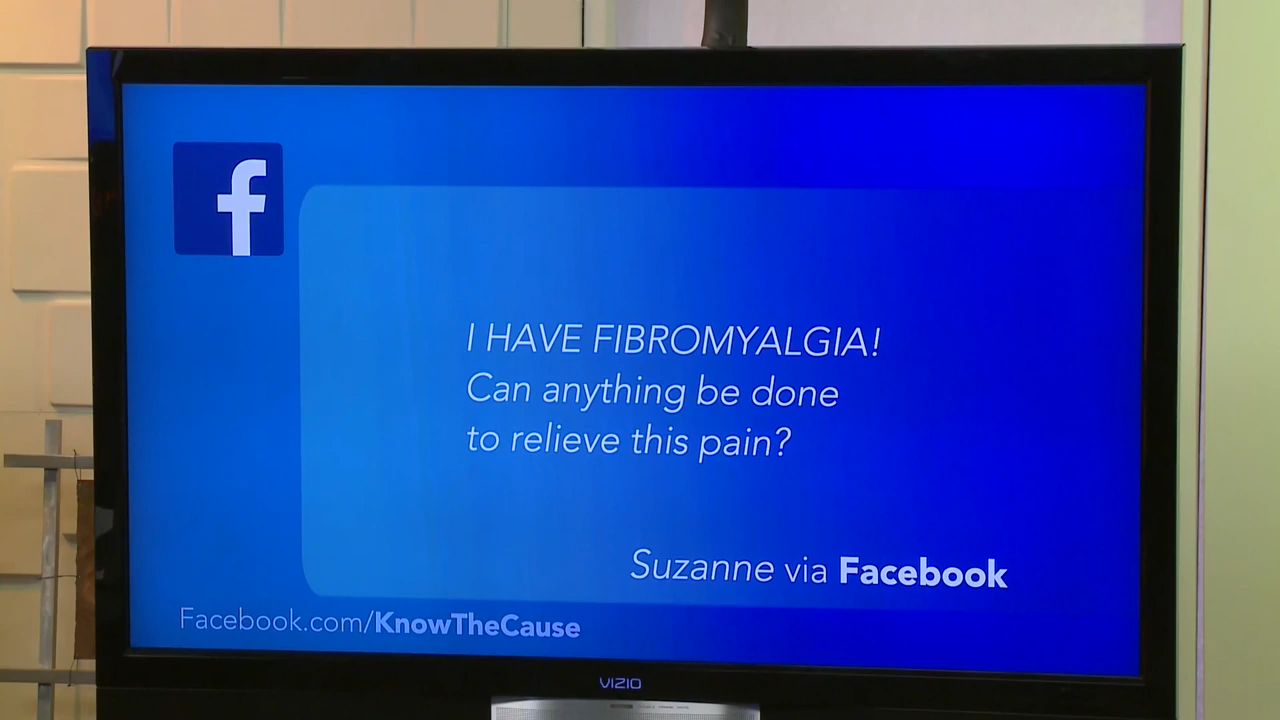 f
I HAVE FIBROMYALGIA!
Can anything be done
to relieve this pain?
Suzanne via Facebook
Facebook.com/KnowTheCause
VIZIO